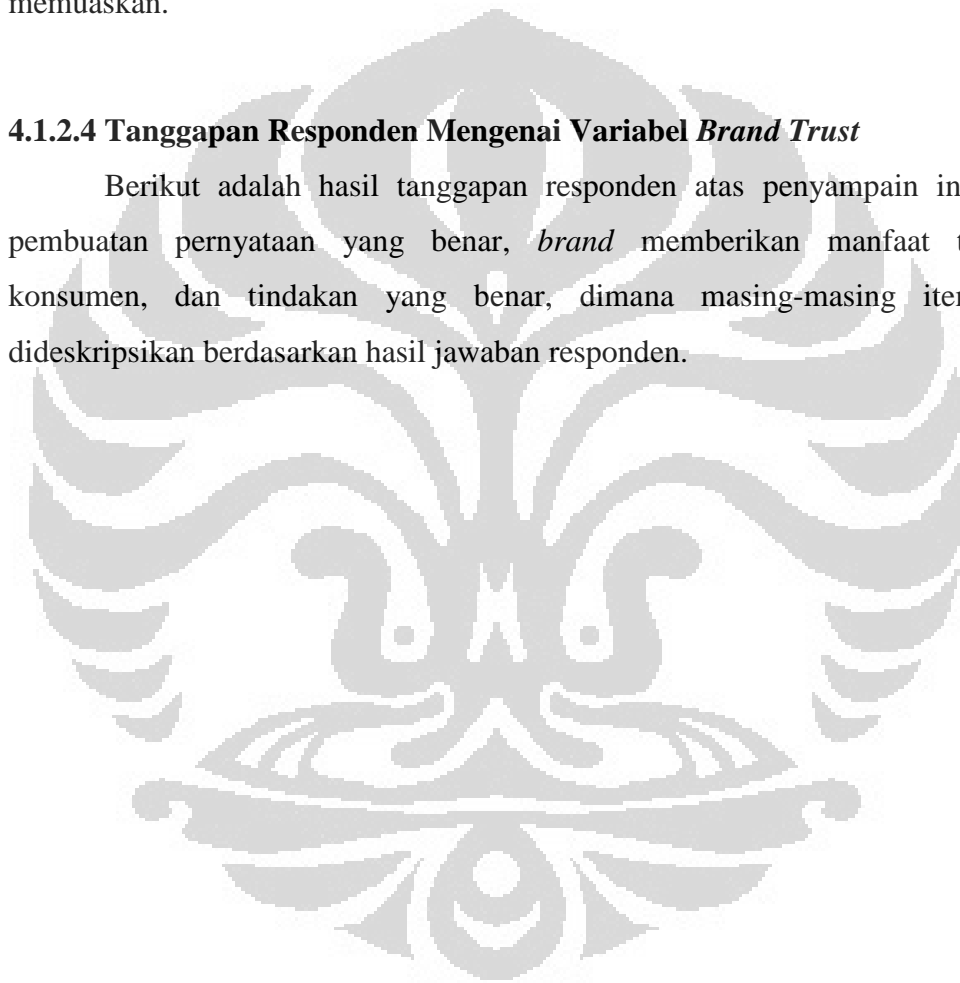 memuaskan.
4.1.2.4 Tanggapan Responden Mengenai Variabel Brand Trust
Berikut adalah hasil tanggapan responden atas penyampain
pembuatan pernyataan yang benar, brand memberikan manfaat
konsumen, dan tindakan yang benar, dimana masing-masing
dideskripsikan berdasarkan hasil jawaban responden.